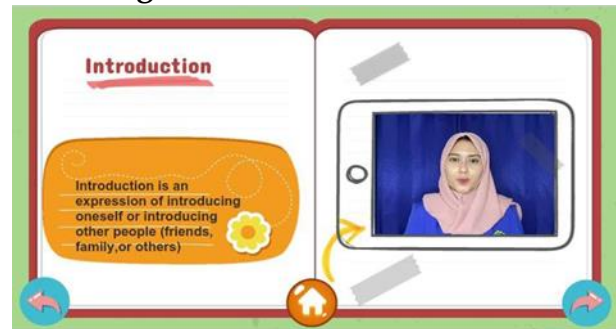 Introduction
Introduction is an
expression of introducing
oneself or introducing
other people (friends,
family,or others)